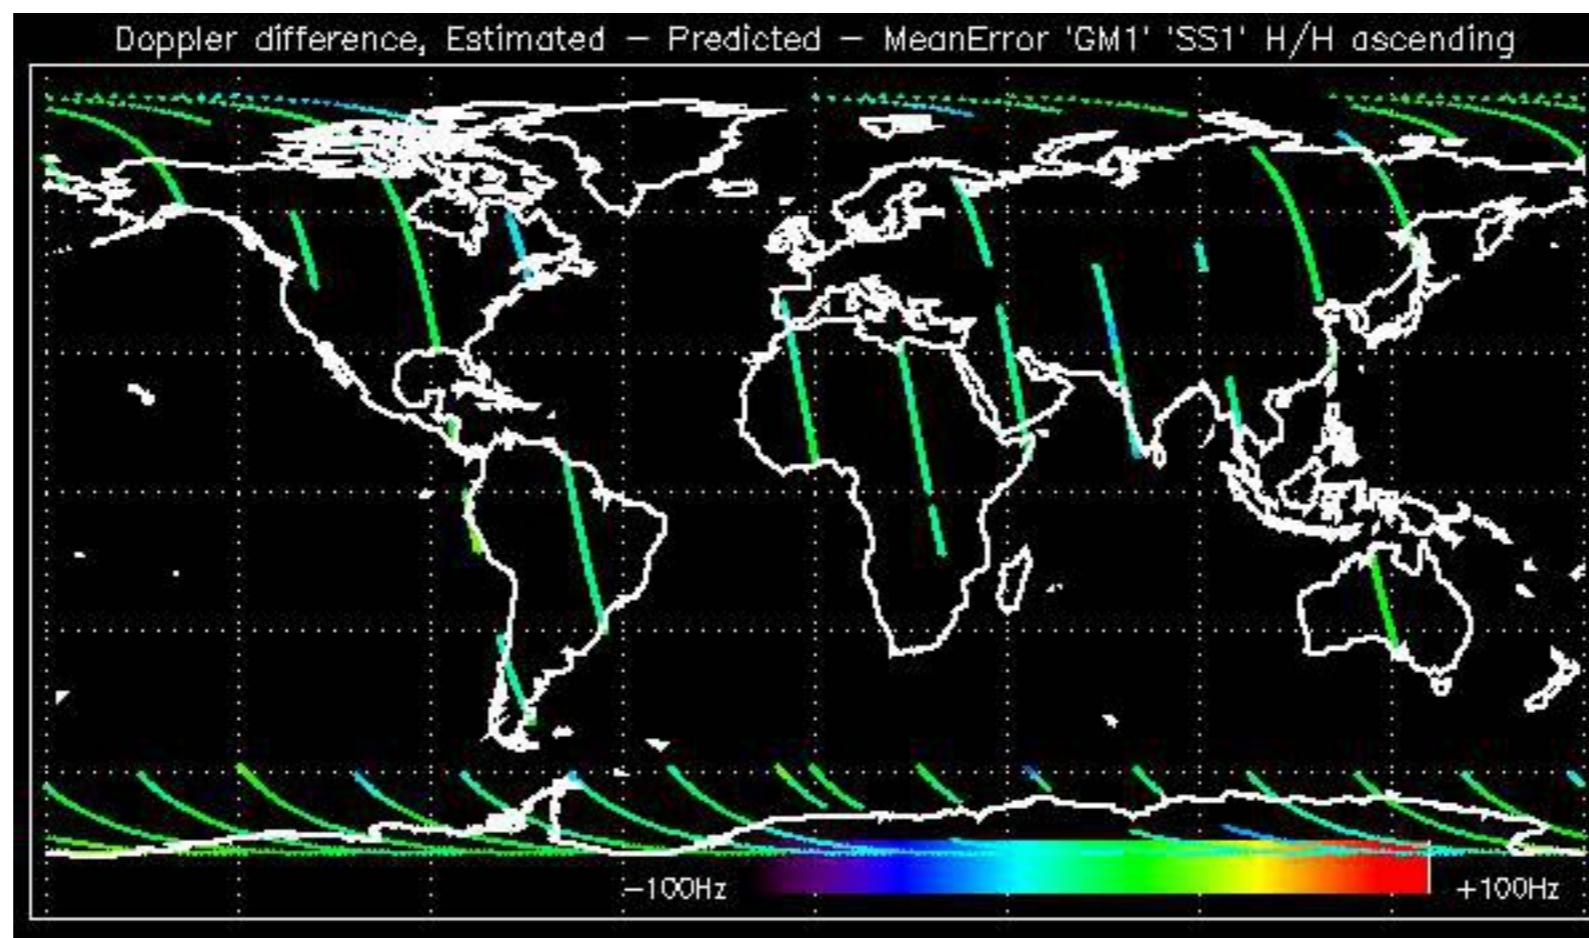 Doppler difference, Estimated - Predicted - MeanError 'GM1' 'SS1' H/H ascending
-100Hz
+100Hz